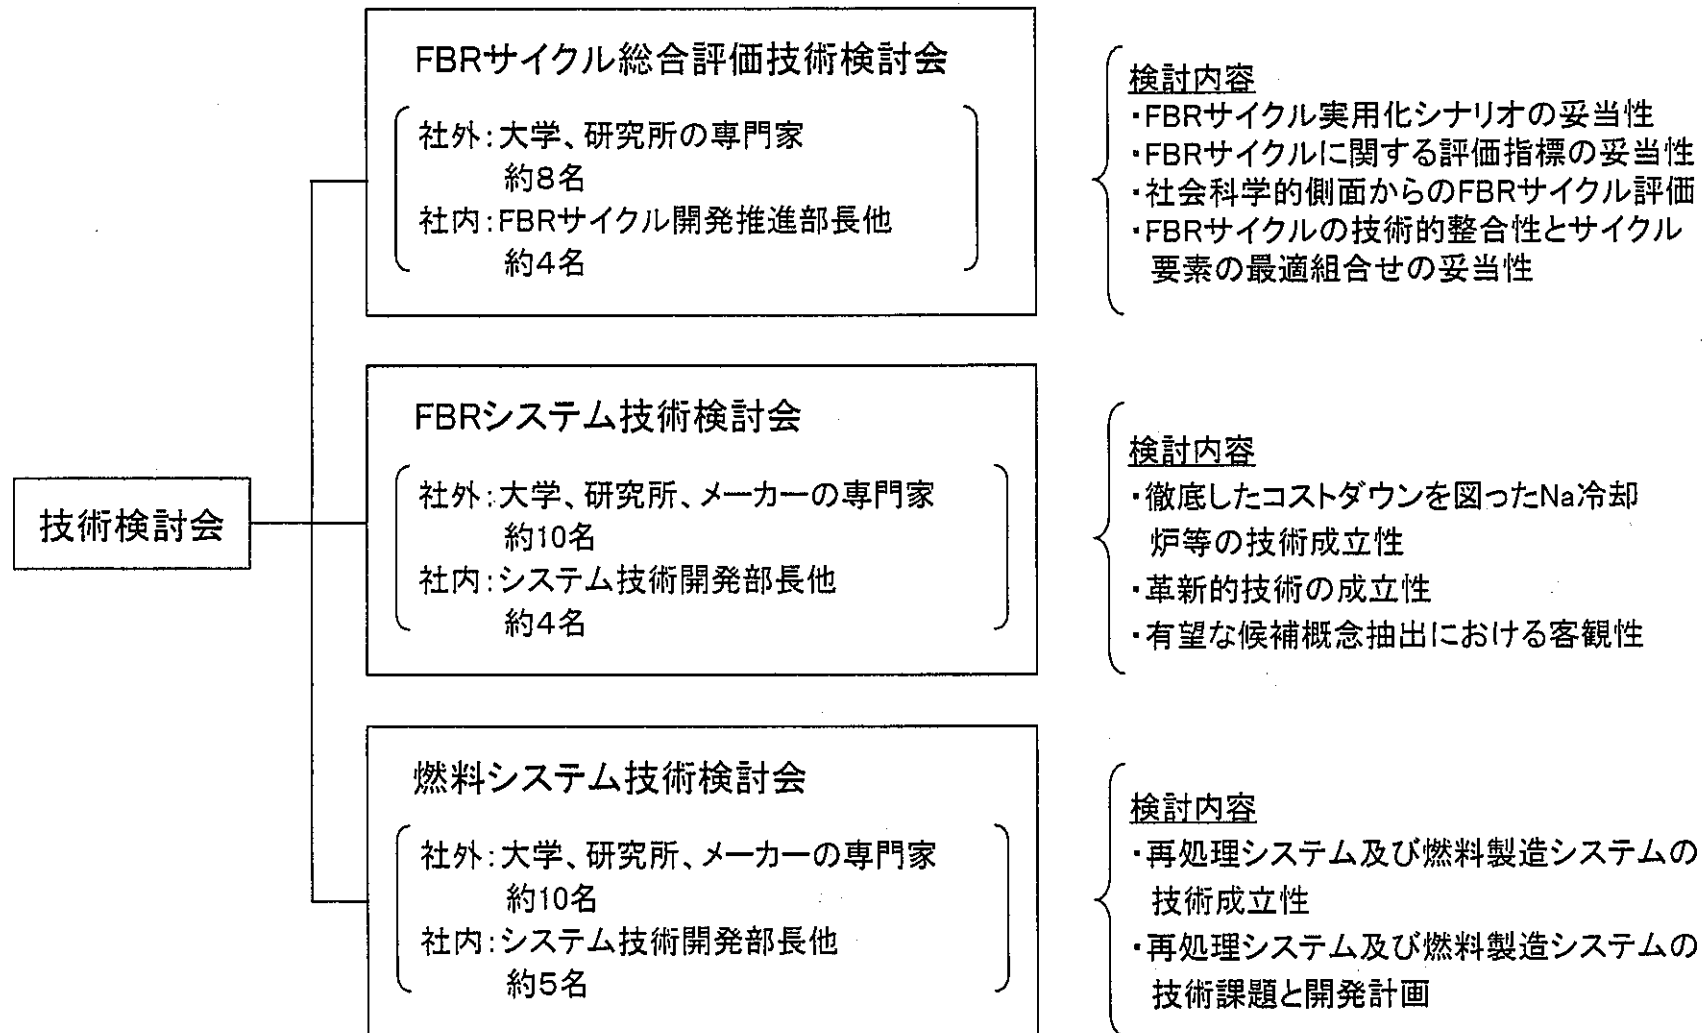 技術検討会
FBRサイクル総合評価技術検討会
社外:大学、研究所の専門家
約8名
社内:FBRサイクル開発推進部長他
約4名
検討内容
・FBRサイクル実用化シナリオの妥当性
・FBRサイクルに関する評価指標の妥当性
・社会科学的側面からのFBRサイクル評価
・FBRサイクルの技術的整合性とサイクル
要素の最適組合せの妥当性
FBRシステム技術検討会
社外:大学、研究所、メーカーの専門家
約10名
社内:システム技術開発部長他
約4名
検討内容
・徹底したコストダウンを図ったNa冷却
炉等の技術成立性
・革新的技術の成立性
・有望な候補概念抽出における客観性
燃料システム技術検討会
社外:大学、研究所、メーカーの専門家
約10名
社内:システム技術開発部長他
約5名
検討内容
・再処理システム及び燃料製造システムの
技術成立性
・再処理システム及び燃料製造システムの
技術課題と開発計画